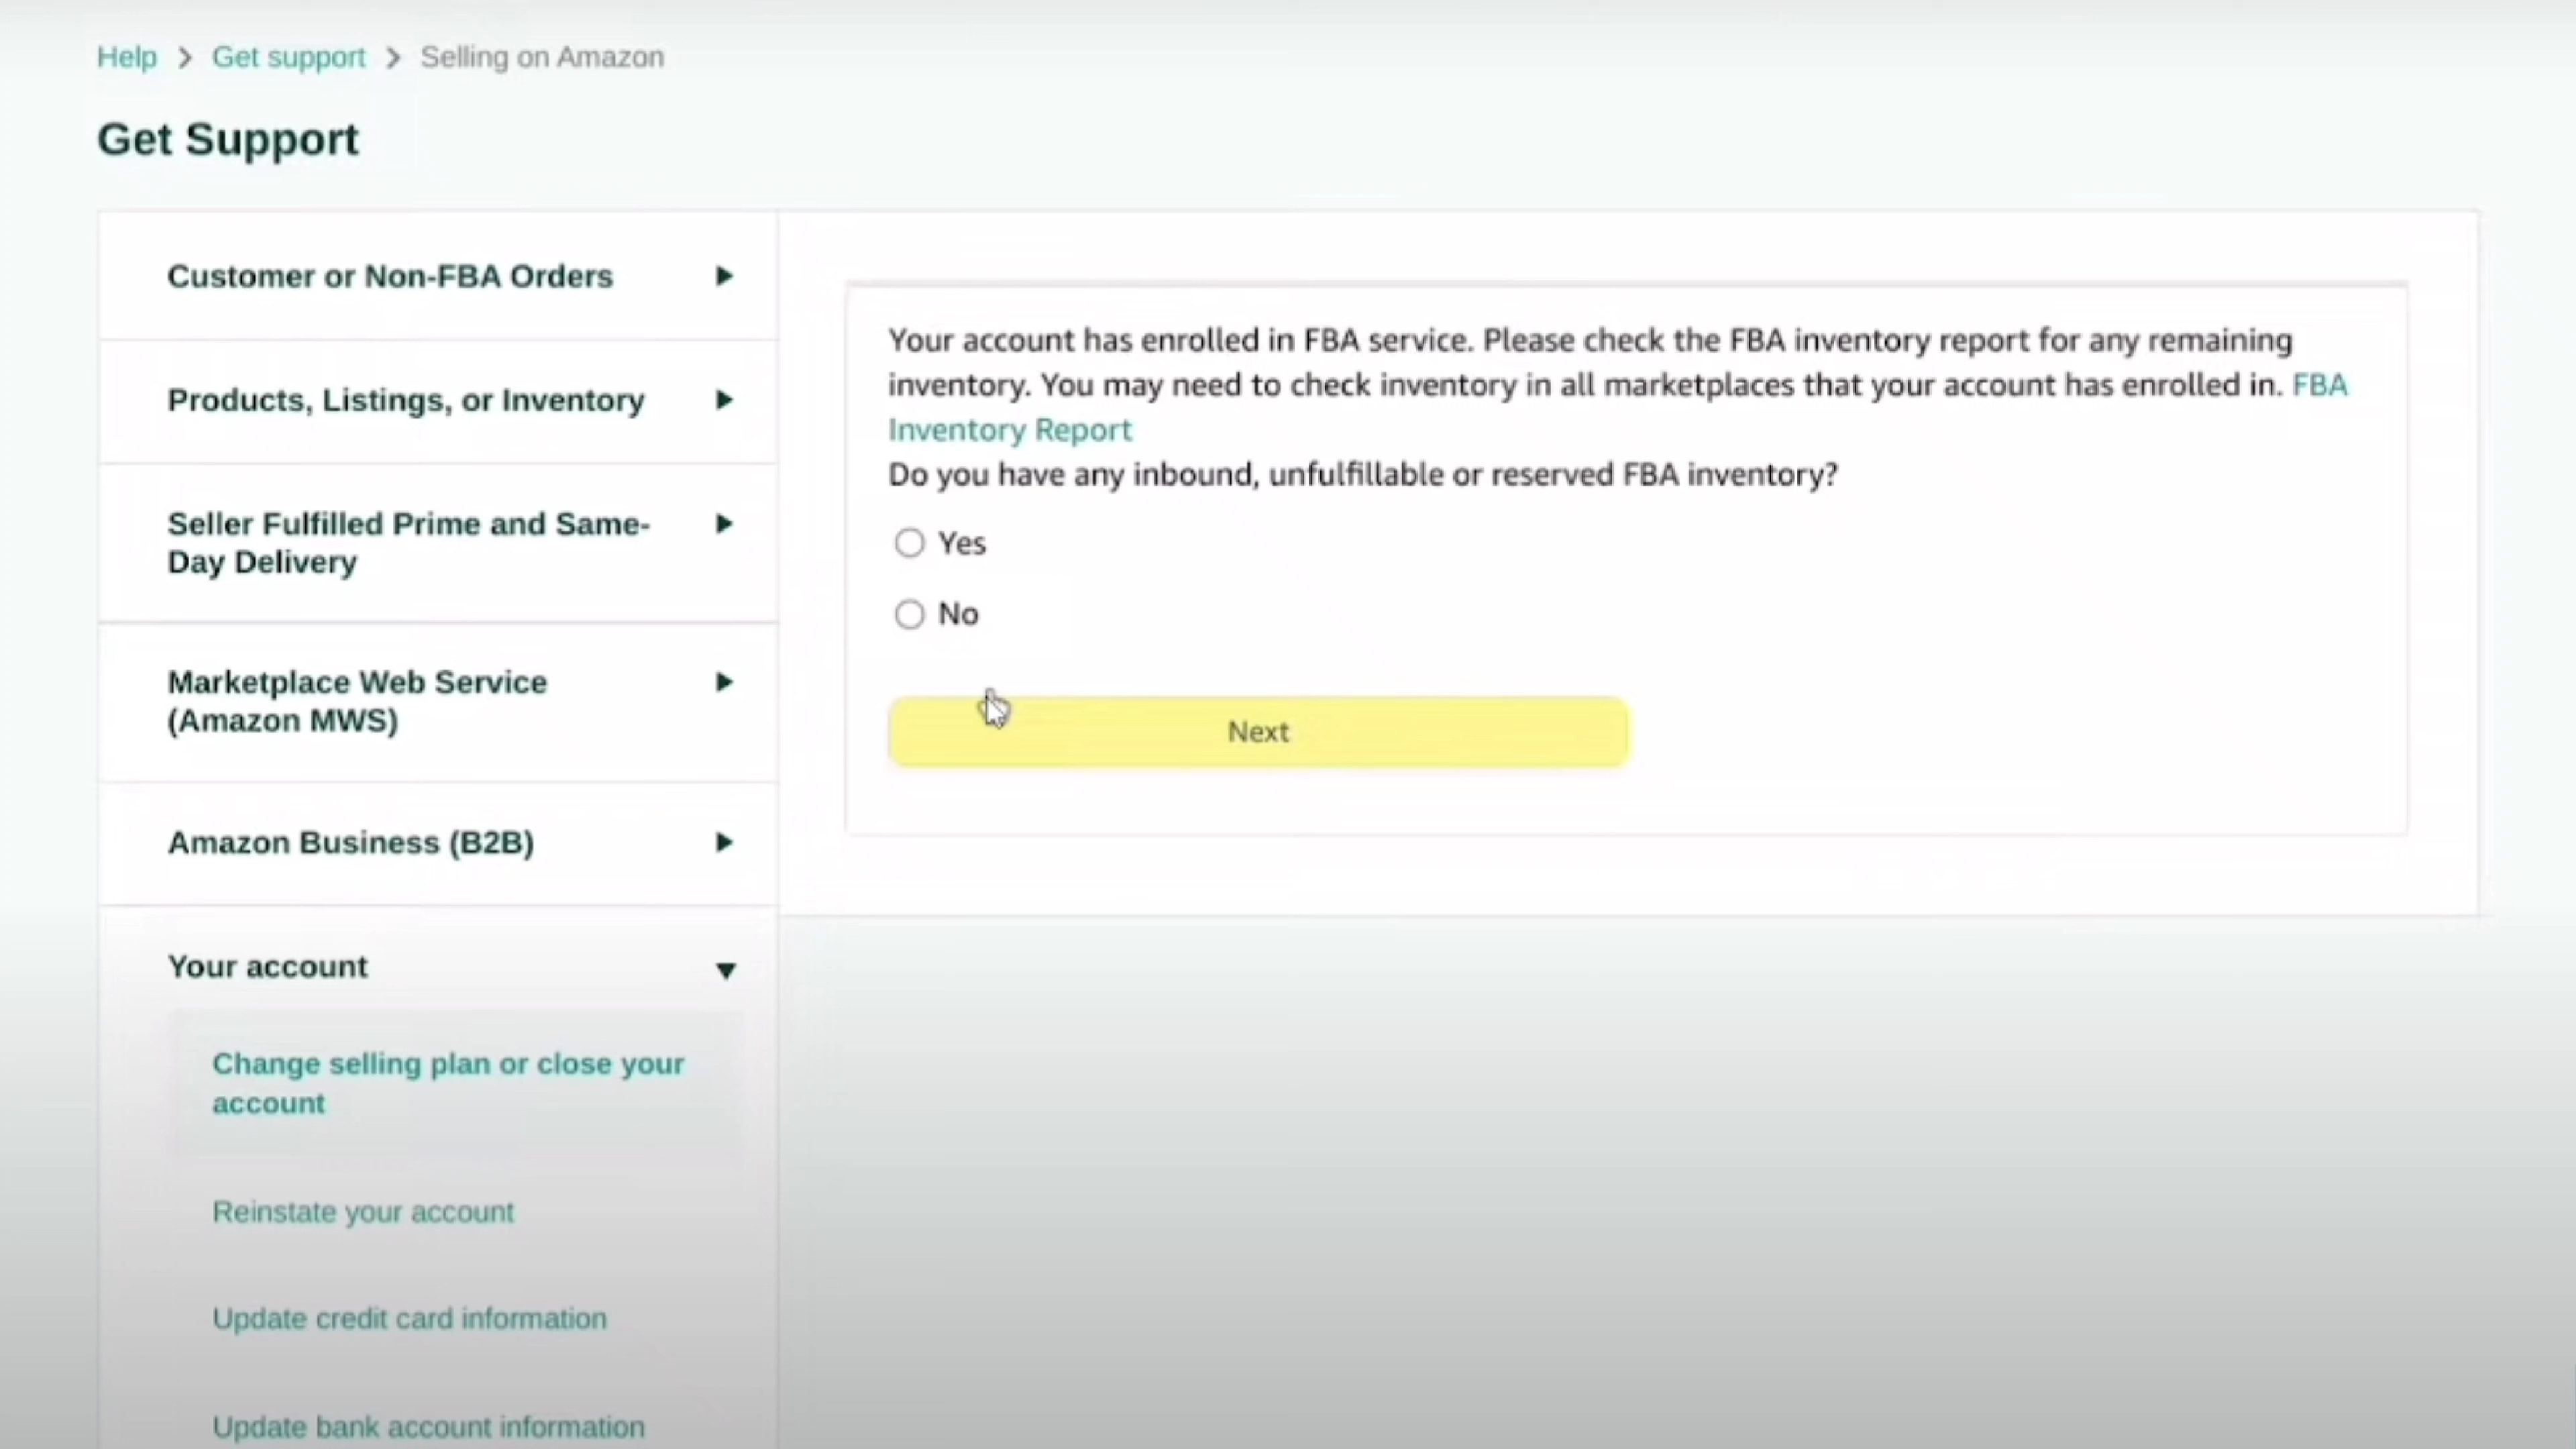 Help > Get support > Selling on Amazon
Get Support
Customer or Non-FBA Orders
Products, Listings, or Inventory
Seller Fulfilled Prime and Same-
Day Delivery
Marketplace Web Service
(Amazon MWS)
Amazon Business (B2B)
Your account
Change selling plan or close your
account
Reinstate your account
Update credit card information
Update bank account information
Your account has enrolled in FBA service. Please check the FBA inventory report for any remaining
inventory. You may need to check inventory in all marketplaces that your account has enrolled in. FBA
Inventory Report
Do you have any inbound, unfulfillable or reserved FBA inventory?
Yes
No
Next